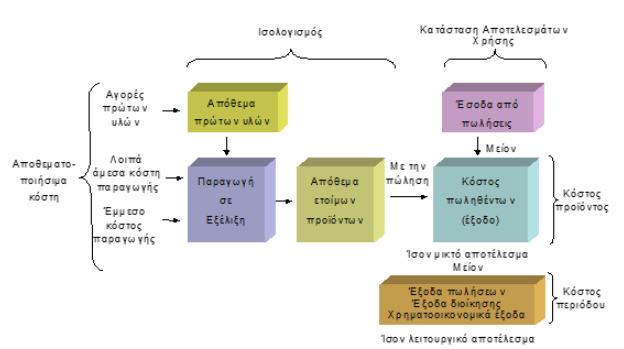 Ισολογισμός
Κατάσταση Αποτελεσμάτων
Χρήσης
Αποθεματο-
ποιήσιμα
κόστη
Αγορές
πρώτων
υλών
Λοιπά
άμεσα κόστη
παραγωγής
Έμμεσο
κόστος
παραγωγής
Απόθεμα
πρώτων υλών
Παραγωγή
σε
Εξέλιξη
Απόθεμα
ετοίμων
προϊόντων
Με την
πώληση
Έσοδα από
πωλήσεις
Μείον
Κόστος
πωληθέντων
(έξοδο)
Κόστος
προϊόντος
Ίσον μικτό αποτέλεσμα
Μείον
Έξοδα πωλήσεων
Έξοδα διοίκησης
Χρηματοοικονομικά έξοδα
Κόστος
περιόδου
Ίσον λειτουργικό αποτέλεσμα